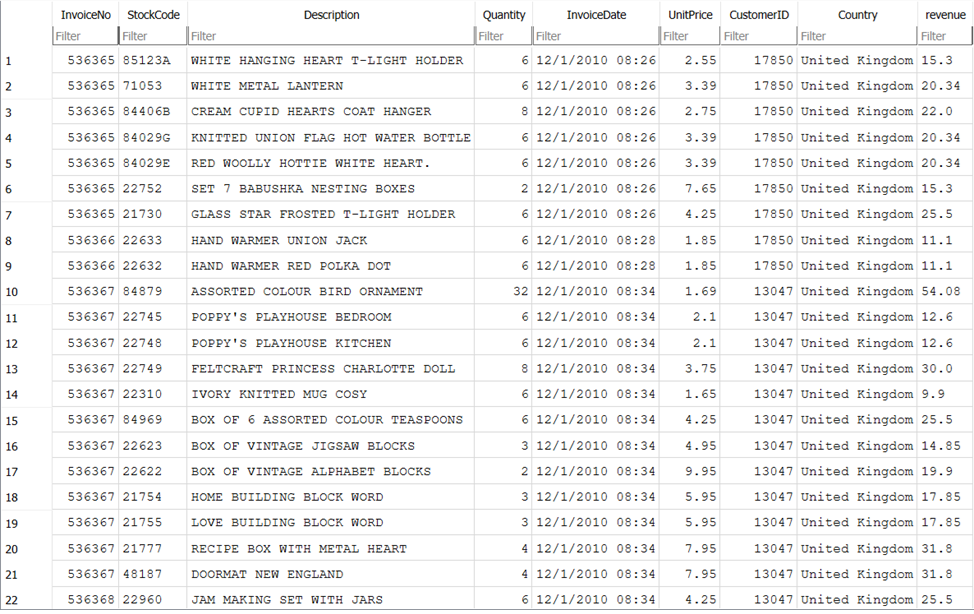 InvoiceNo StockCode Description Quantity InvoiceDate UnitPrice CustomerID Country revenue
Filter Filter Filter Filter Filter Filter Filter Filter Filter
1 536365 85123A WHITE HANGING HEART T-LIGHT HOLDER 6 12/1/2010 08:26 2.55 17850 United Kingdom 15.3
2 536365 71053 WHITE METAL LANTERN 6 12/1/2010 08:26 3.39 17850 United Kingdom 20.34
3 536365 84406B CREAM CUPID HEARTS COAT HANGER 8 12/1/2010 08:26 2.75 17850 United Kingdom 22.0
4 536365 84029G KNITTED UNION FLAG HOT WATER BOTTLE 6 12/1/2010 08:26 3.39 17850 United Kingdom 20.34
5 536365 84029E RED WOOLLY HOTTIE WHITE HEART. 6 12/1/2010 08:26 3.39 17850 United Kingdom 20.34
6 536365 22752 SET 7 BABUSHKA NESTING BOXES 2 12/1/2010 08:26 7.65 17850 United Kingdom 15.3
7 536365 21730 GLASS STAR FROSTED T-LIGHT HOLDER 6 12/1/2010 08:26 4.25 17850 United Kingdom 25.5
8 536366 22633 HAND WARMER UNION JACK 6 12/1/2010 08:28 1.85 17850 United Kingdom 11.1
9 536366 22632 HAND WARMER RED POLKA DOT 6 12/1/2010 08:28 1.85 17850 United Kingdom 11.1
10 536367 84879 ASSORTED COLOUR BIRD ORNAMENT 32 12/1/2010 08:34 1.69 13047 United Kingdom 54.08
11 536367 22745 POPPY'S PLAYHOUSE BEDROOM 6 12/1/2010 08:34 2.1 13047 United Kingdom 12.6
12 536367 22748 POPPY'S PLAYHOUSE KITCHEN 6 12/1/2010 08:34 2.1 13047 United Kingdom 12.6
13 536367 22749 FELTCRAFT PRINCESS CHARLOTTE DOLL 8 12/1/2010 08:34 3.75 13047 United Kingdom 30.0
14 536367 22310 IVORY KNITTED MUG COSY 6 12/1/2010 08:34 1.65 13047 United Kingdom 9.9
15 536367 84969 BOX OF 6 ASSORTED COLOUR TEASPOONS 6 12/1/2010 08:34 4.25 13047 United Kingdom 25.5
16 536367 22623 BOX OF VINTAGE JIGSAW BLOCKS 3 12/1/2010 08:34 4.95 13047 United Kingdom 14.85
17 536367 22622 BOX OF VINTAGE ALPHABET BLOCKS 2 12/1/2010 08:34 9.95 13047 United Kingdom 19.9
18 536367 21754 HOME BUILDING BLOCK WORD 3 12/1/2010 08:34 5.95 13047 United Kingdom 17.85
19 536367 21755 LOVE BUILDING BLOCK WORD 3 12/1/2010 08:34 5.95 13047 United Kingdom 17.85
20 536367 21777 RECIPE BOX WITH METAL HEART 4 12/1/2010 08:34 7.95 13047 United Kingdom 31.8
21 536367 48187 DOORMAT NEW ENGLAND 4 12/1/2010 08:34 7.95 13047 United Kingdom 31.8
22 536368 22960 JAM MAKING SET WITH JARS 6 12/1/2010 08:34 4.25 13047 United Kingdom 25.5